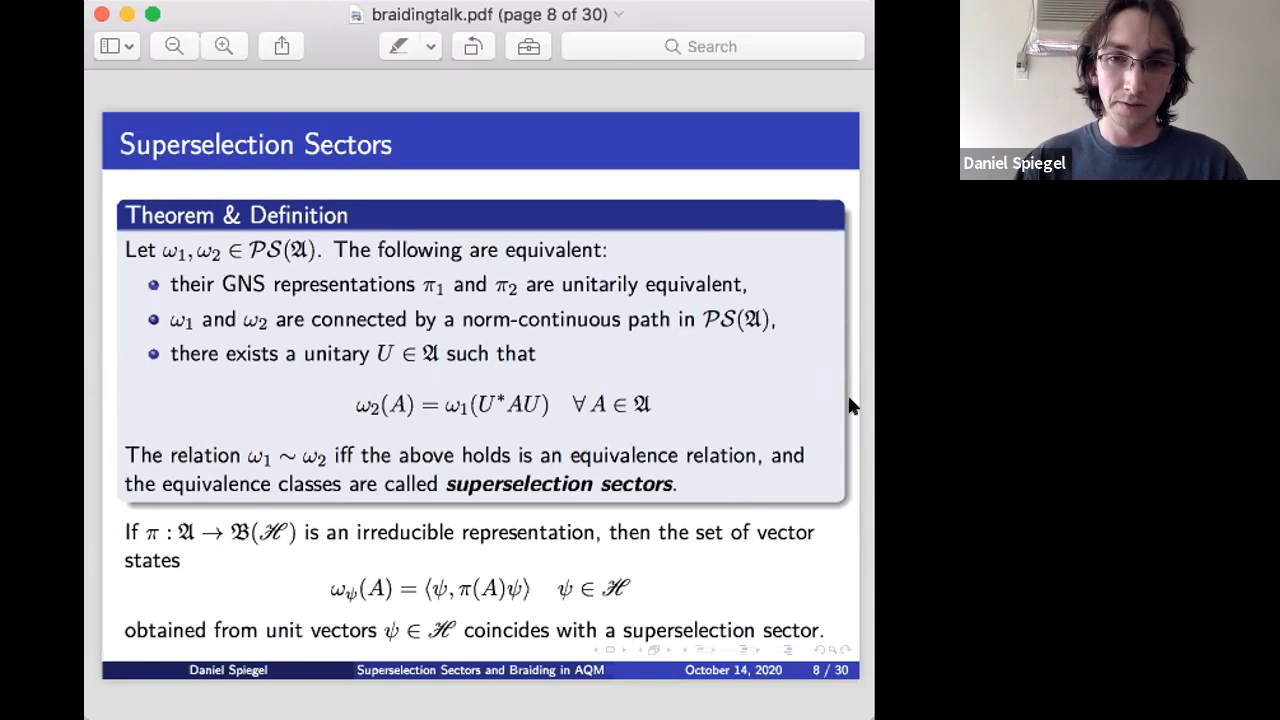 braidingtalk.pdf (page 8 of 30)
Search
Superselection Sectors
Theorem & Definition
Let ω₁, ω₂ ∈ 𝒫𝒮(𝔄). The following are equivalent:
their GNS representations π₁ and π₂ are unitarily equivalent,
ω₁ and ω₂ are connected by a norm-continuous path in 𝒫𝒮(𝔄),
there exists a unitary U ∈ 𝔄 such that
ω₂(A) = ω₁(U*AU) ∀ A ∈ 𝔄
The relation ω₁ ∼ ω₂ iff the above holds is an equivalence relation, and
the equivalence classes are called superselection sectors.
If π : 𝔄 → 𝔅(ℋ) is an irreducible representation, then the set of vector
states
ω_ψ(A) = ⟨ψ, π(A)ψ⟩ ψ ∈ ℋ
obtained from unit vectors ψ ∈ ℋ coincides with a superselection sector.
Daniel Spiegel Superselection Sectors and Braiding in AQM October 14, 2020 8 / 30
Daniel Spiegel